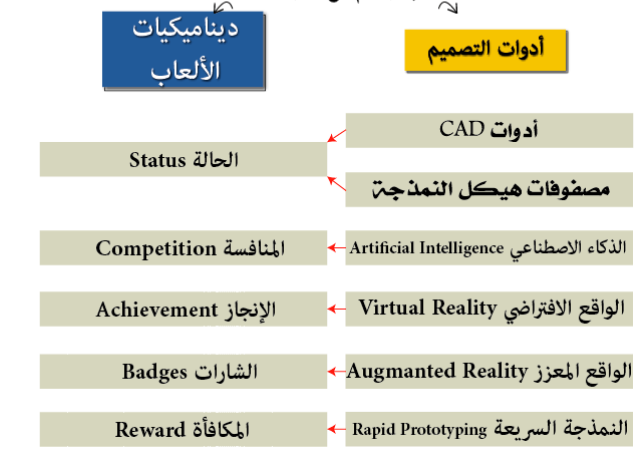 أدوات التصميم
ديناميكيات
الألعاب
أدوات CAD
مصفوفات هيكل النمذجة
الحالة Status
الذكاء الاصطناعي Artificial Intelligence
المنافسة Competition
الواقع الافتراضي Virtual Reality
الإنجاز Achievement
الواقع المعزز Augmanted Reality
الشارات Badges
النمذجة السريعة Rapid Prototyping
المكافأة Reward